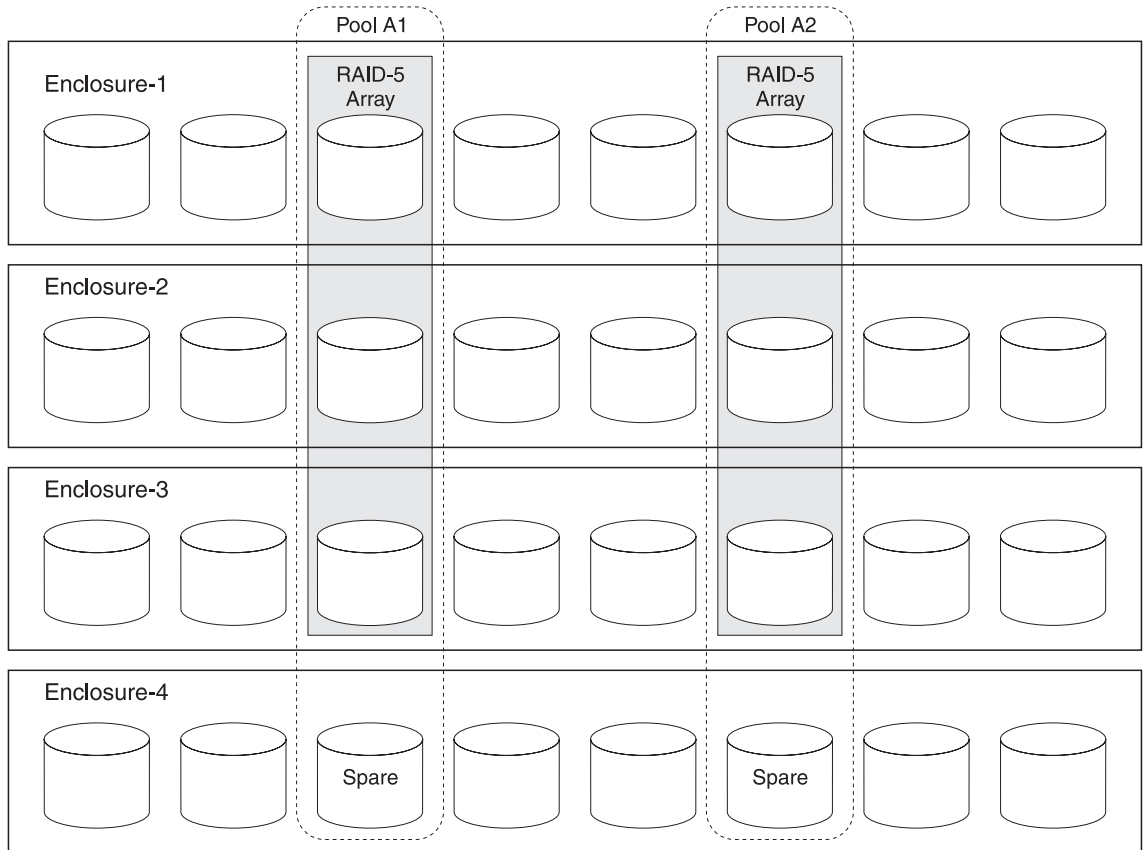 Pool A1
Pool A2
Enclosure-1
RAID-5
Array
RAID-5
Array
Enclosure-2
Enclosure-3
Enclosure-4
Spare
Spare